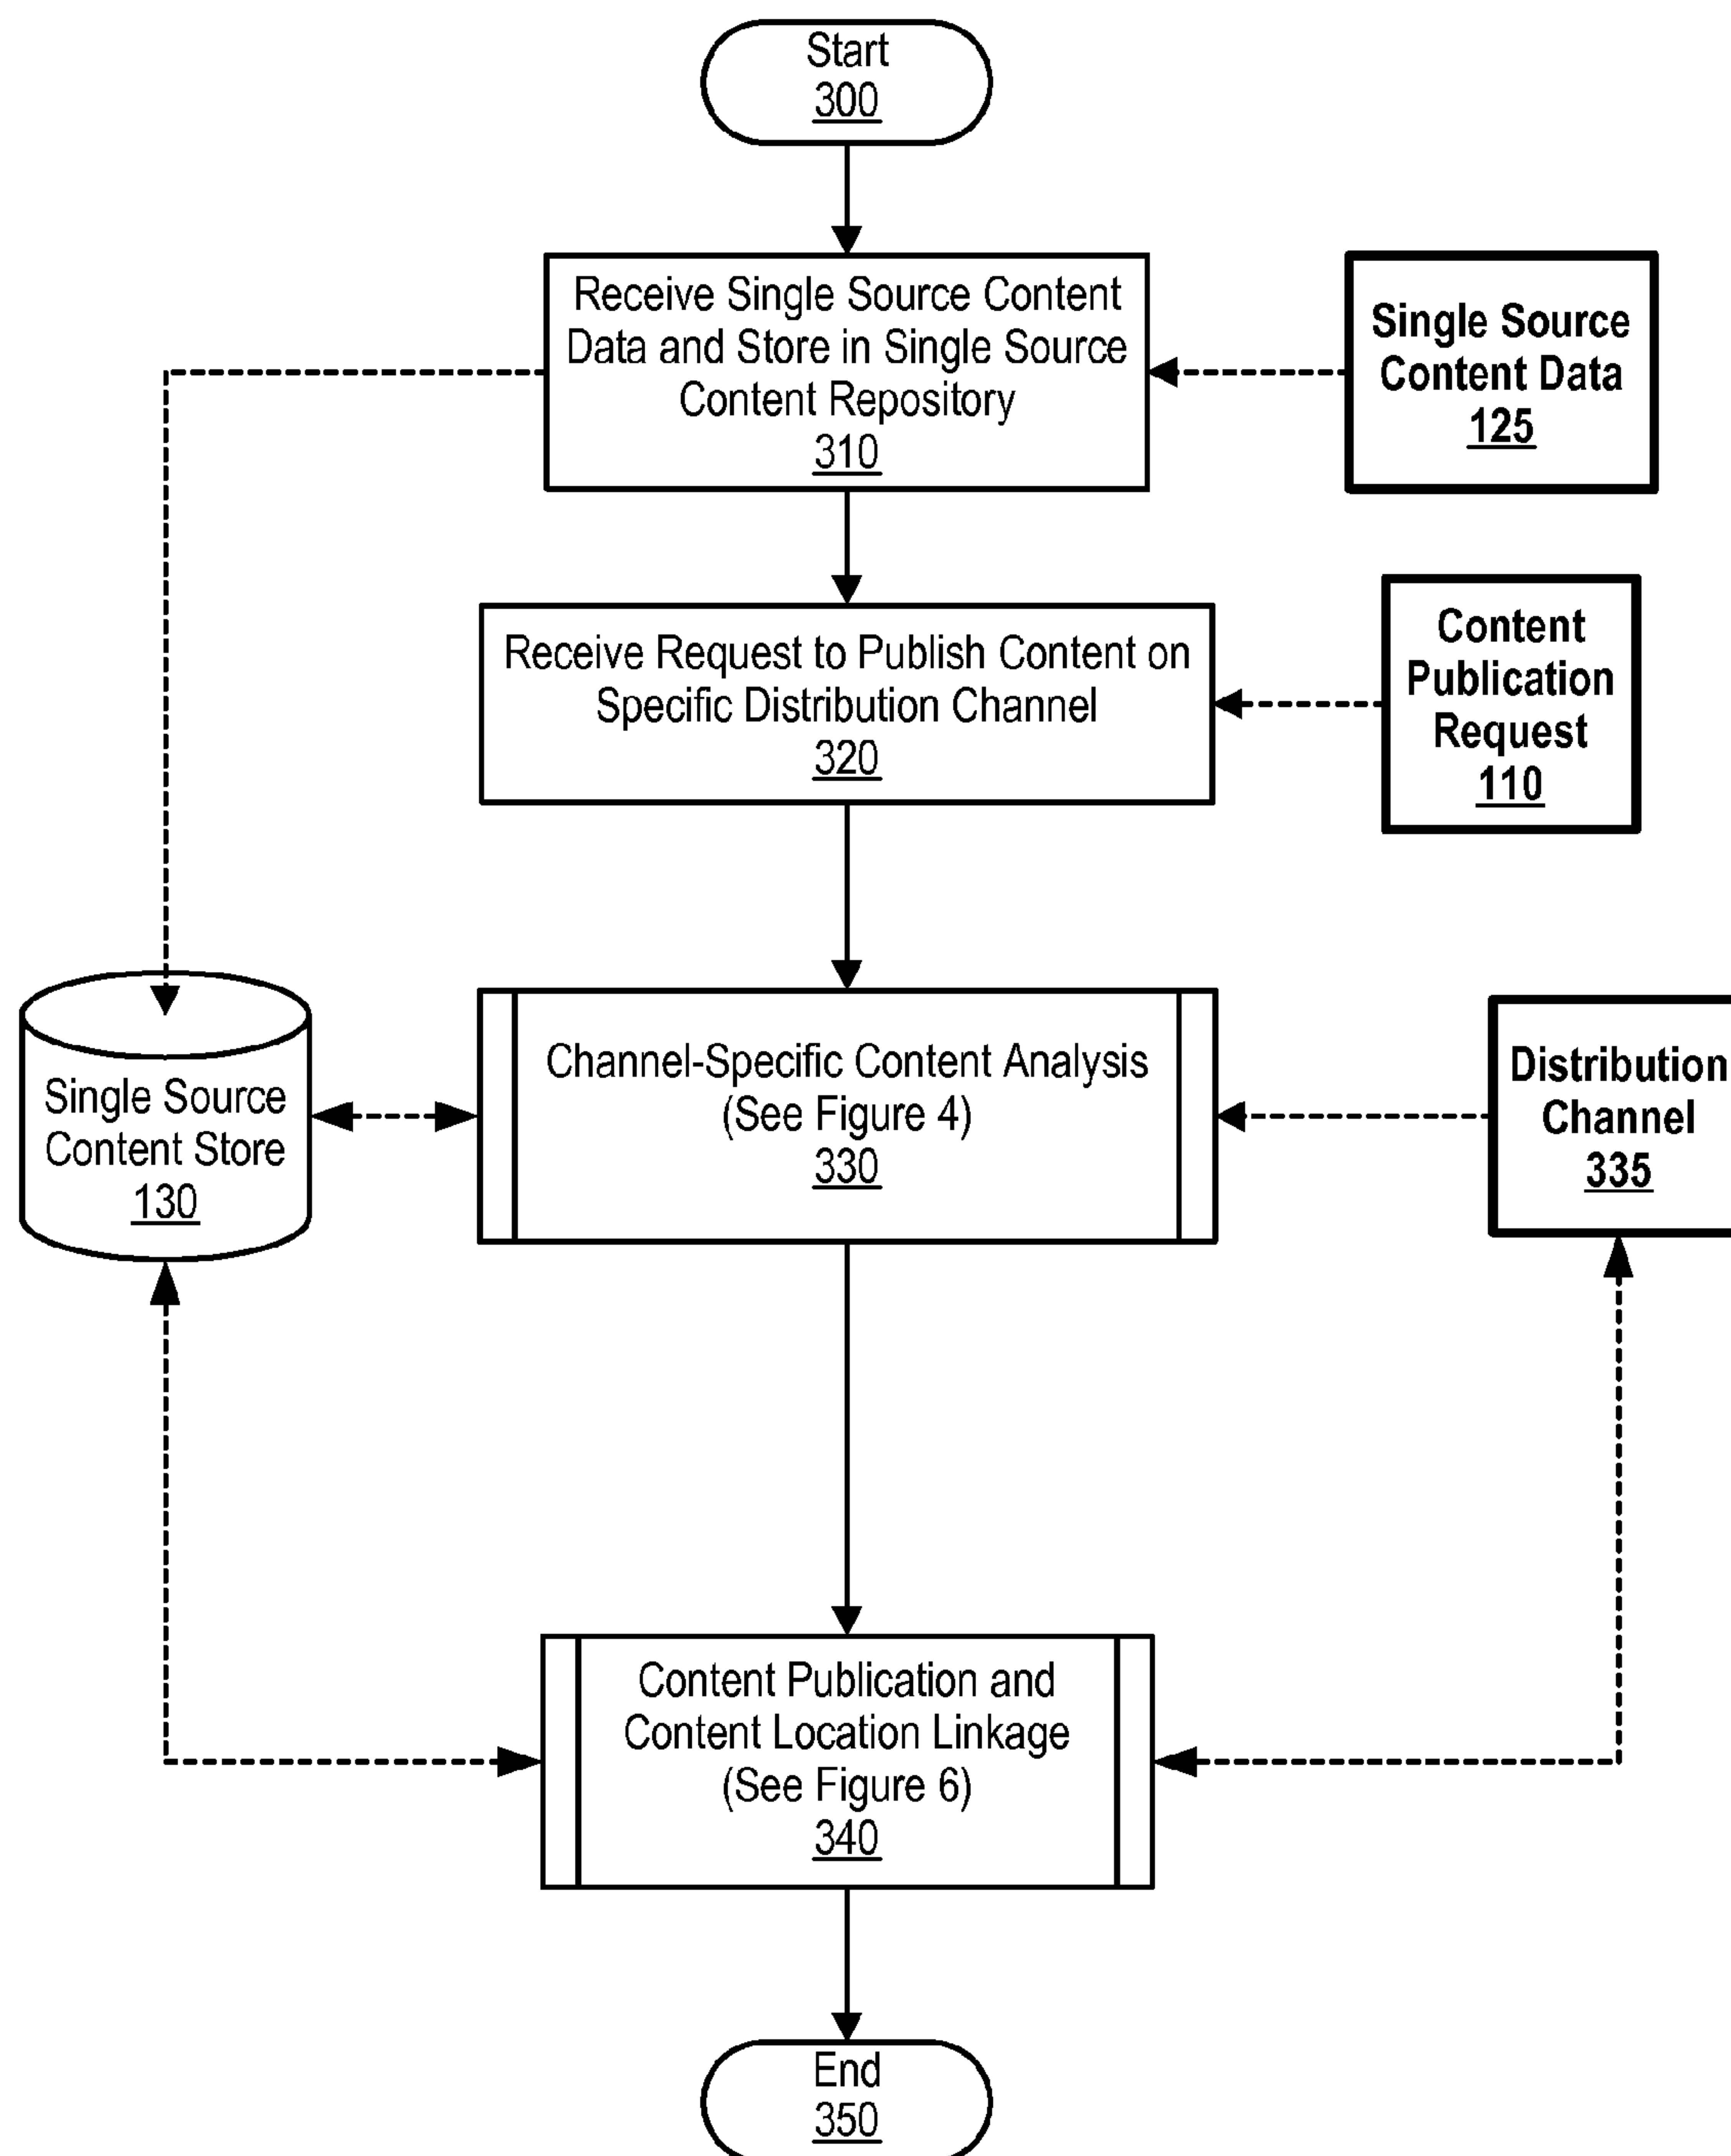 Start
300
Receive Single Source Content
Data and Store in Single Source
Content Repository
310
Single Source
Content Data
125
Receive Request to Publish Content on
Specific Distribution Channel
320
Content
Publication
Request
110
Single Source
Content Store
130
Channel-Specific Content Analysis
(See Figure 4)
330
Distribution
Channel
335
Content Publication and
Content Location Linkage
(See Figure 6)
340
End
350